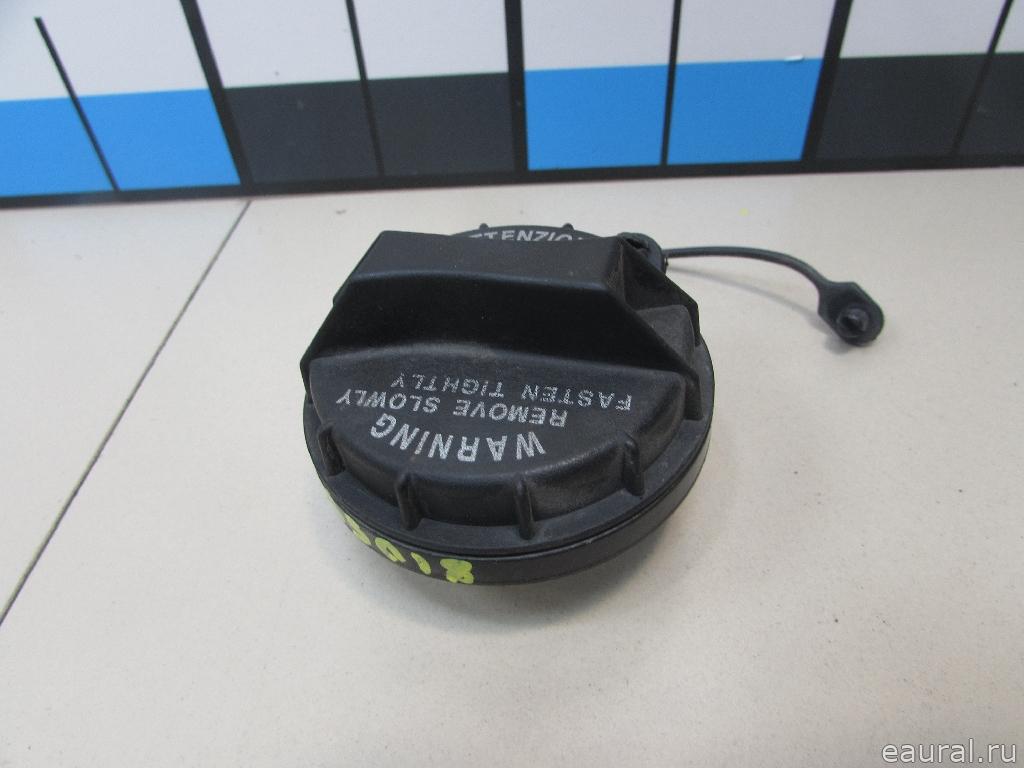 WARNING
REMOVE SLOWLY
FASTEN TIGHTLY
eaural.ru